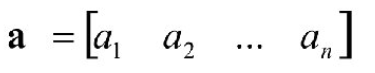 a = [a₁ a₂ ... aₙ]